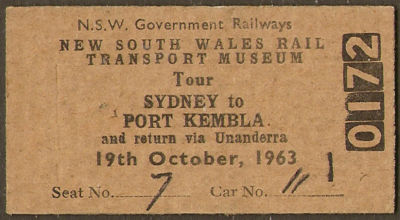 N.S.W. Government Railways
NEW SOUTH WALES RAIL
TRANSPORT MUSEUM
Tour
SYDNEY to
PORT KEMBLA
and return via Unanderra
19th October, 1963
Seat No. 7 Car No. 11 1
0172